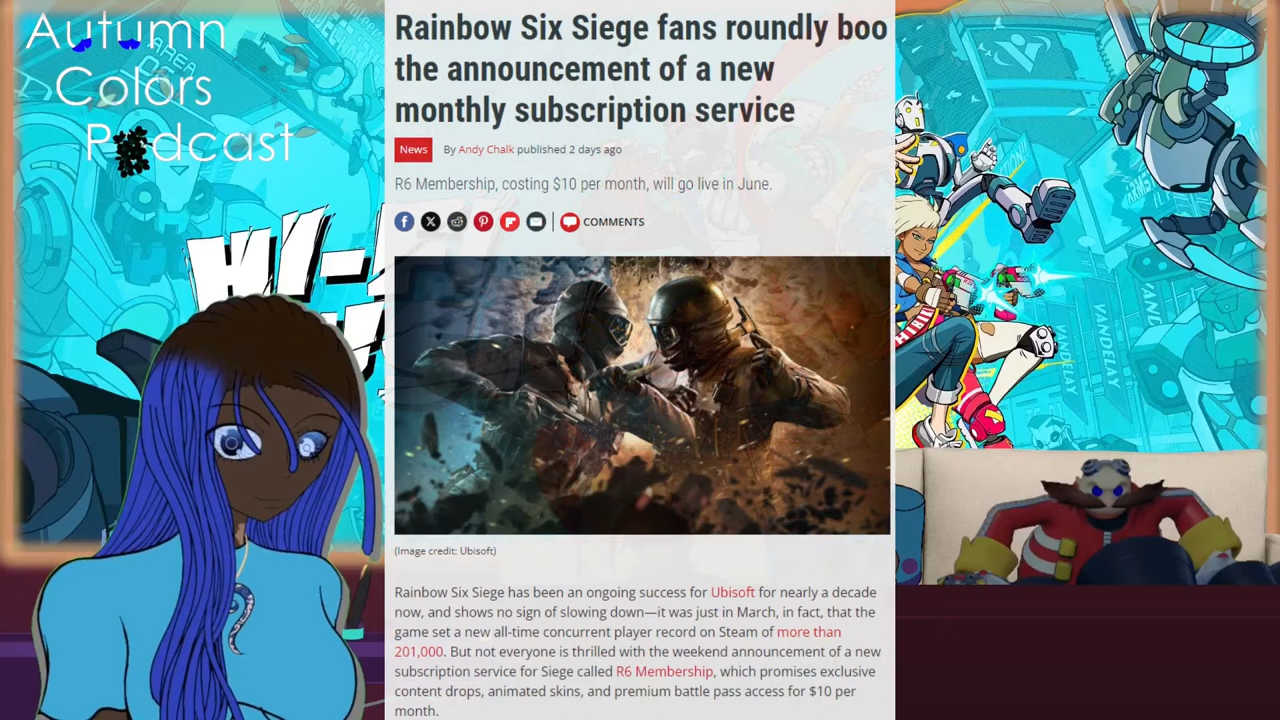 Autumn
Colors
Podcast
Rainbow Six Siege fans roundly boo
the announcement of a new
monthly subscription service
News
By Andy Chalk published 2 days ago
R6 Membership, costing $10 per month, will go live in June.
COMMENTS
(Image credit: Ubisoft)
Rainbow Six Siege has been an ongoing success for Ubisoft for nearly a decade
now, and shows no sign of slowing down—it was just in March, in fact, that the
game set a new all-time concurrent player record on Steam of more than
201,000. But not everyone is thrilled with the weekend announcement of a new
subscription service for Siege called R6 Membership, which promises exclusive
content drops, animated skins, and premium battle pass access for $10 per
month.
HI-
VANDELAY
VANDELAY